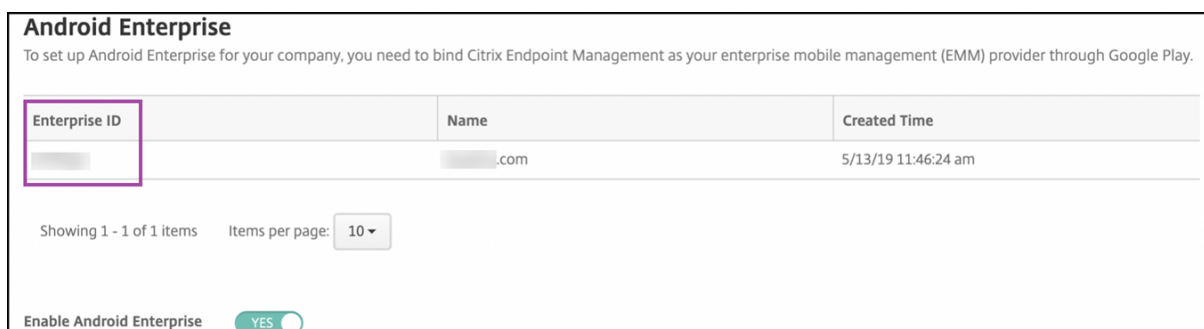 Android Enterprise
To set up Android Enterprise for your company, you need to bind Citrix Endpoint Management as your enterprise mobile management (EMM) provider through Google Play.
Enterprise ID Name Created Time
.com 5/13/19 11:46:24 am
Showing 1 - 1 of 1 items Items per page: 10
Enable Android Enterprise YES